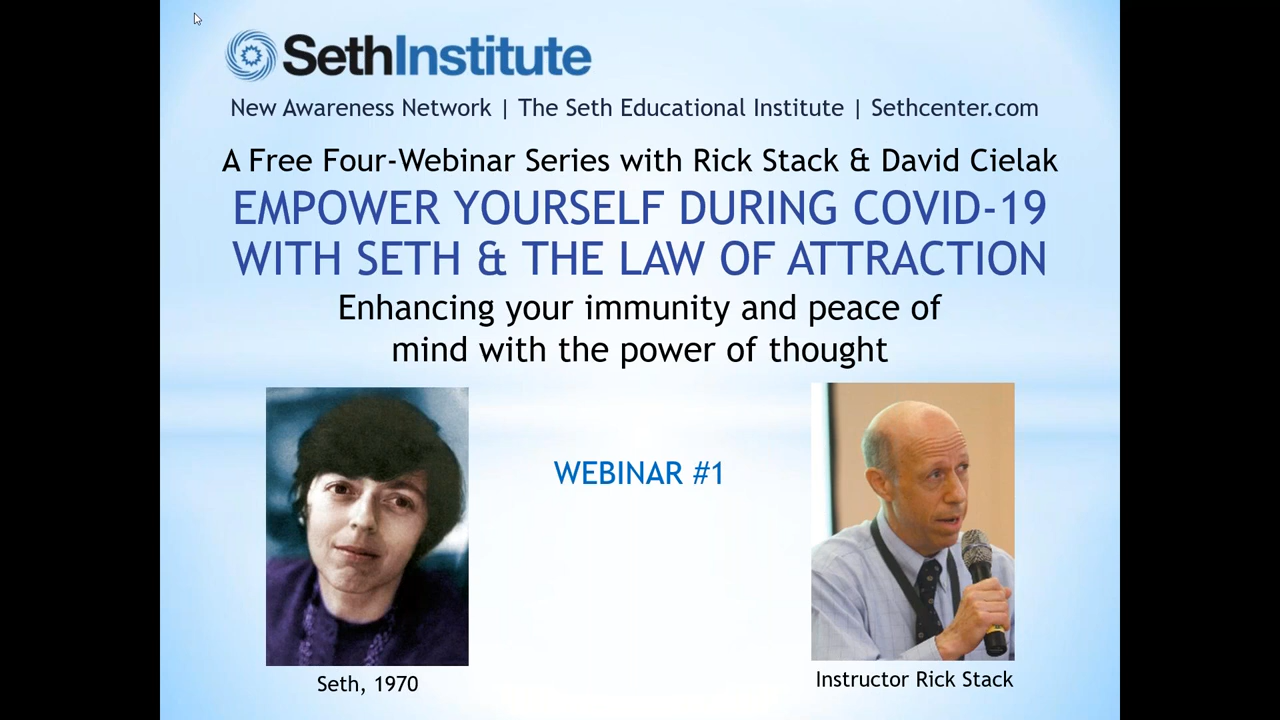 SethInstitute
New Awareness Network | The Seth Educational Institute | Sethcenter.com
A Free Four-Webinar Series with Rick Stack & David Cielak
EMPOWER YOURSELF DURING COVID-19
WITH SETH & THE LAW OF ATTRACTION
Enhancing your immunity and peace of
mind with the power of thought
WEBINAR #1
Seth, 1970
Instructor Rick Stack